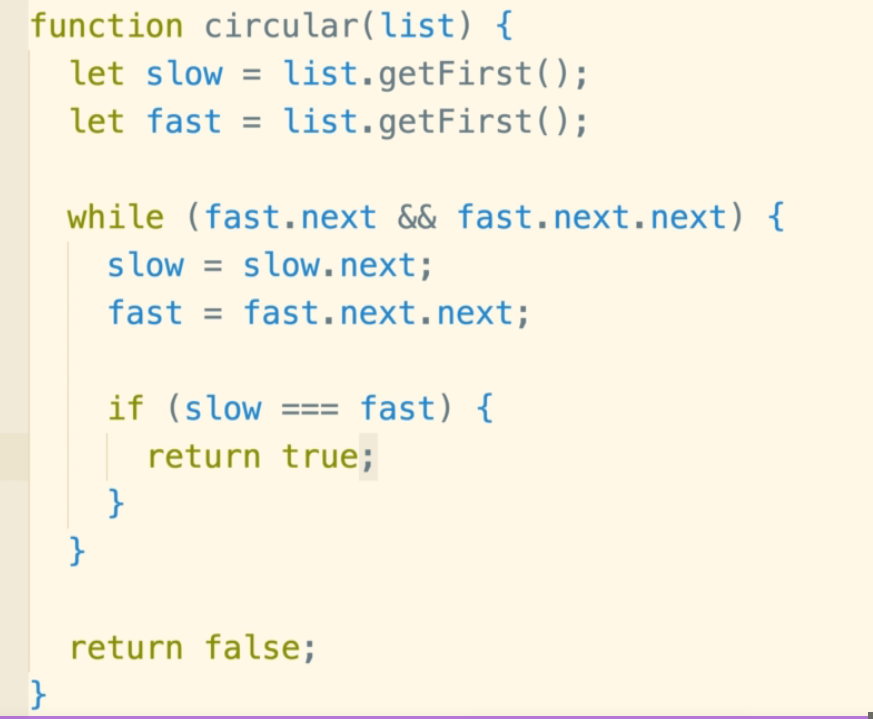 function circular(list) {
  let slow = list.getFirst();
  let fast = list.getFirst();

  while (fast.next && fast.next.next) {
    slow = slow.next;
    fast = fast.next.next;

    if (slow === fast) {
      return true;
    }
  }

  return false;
}